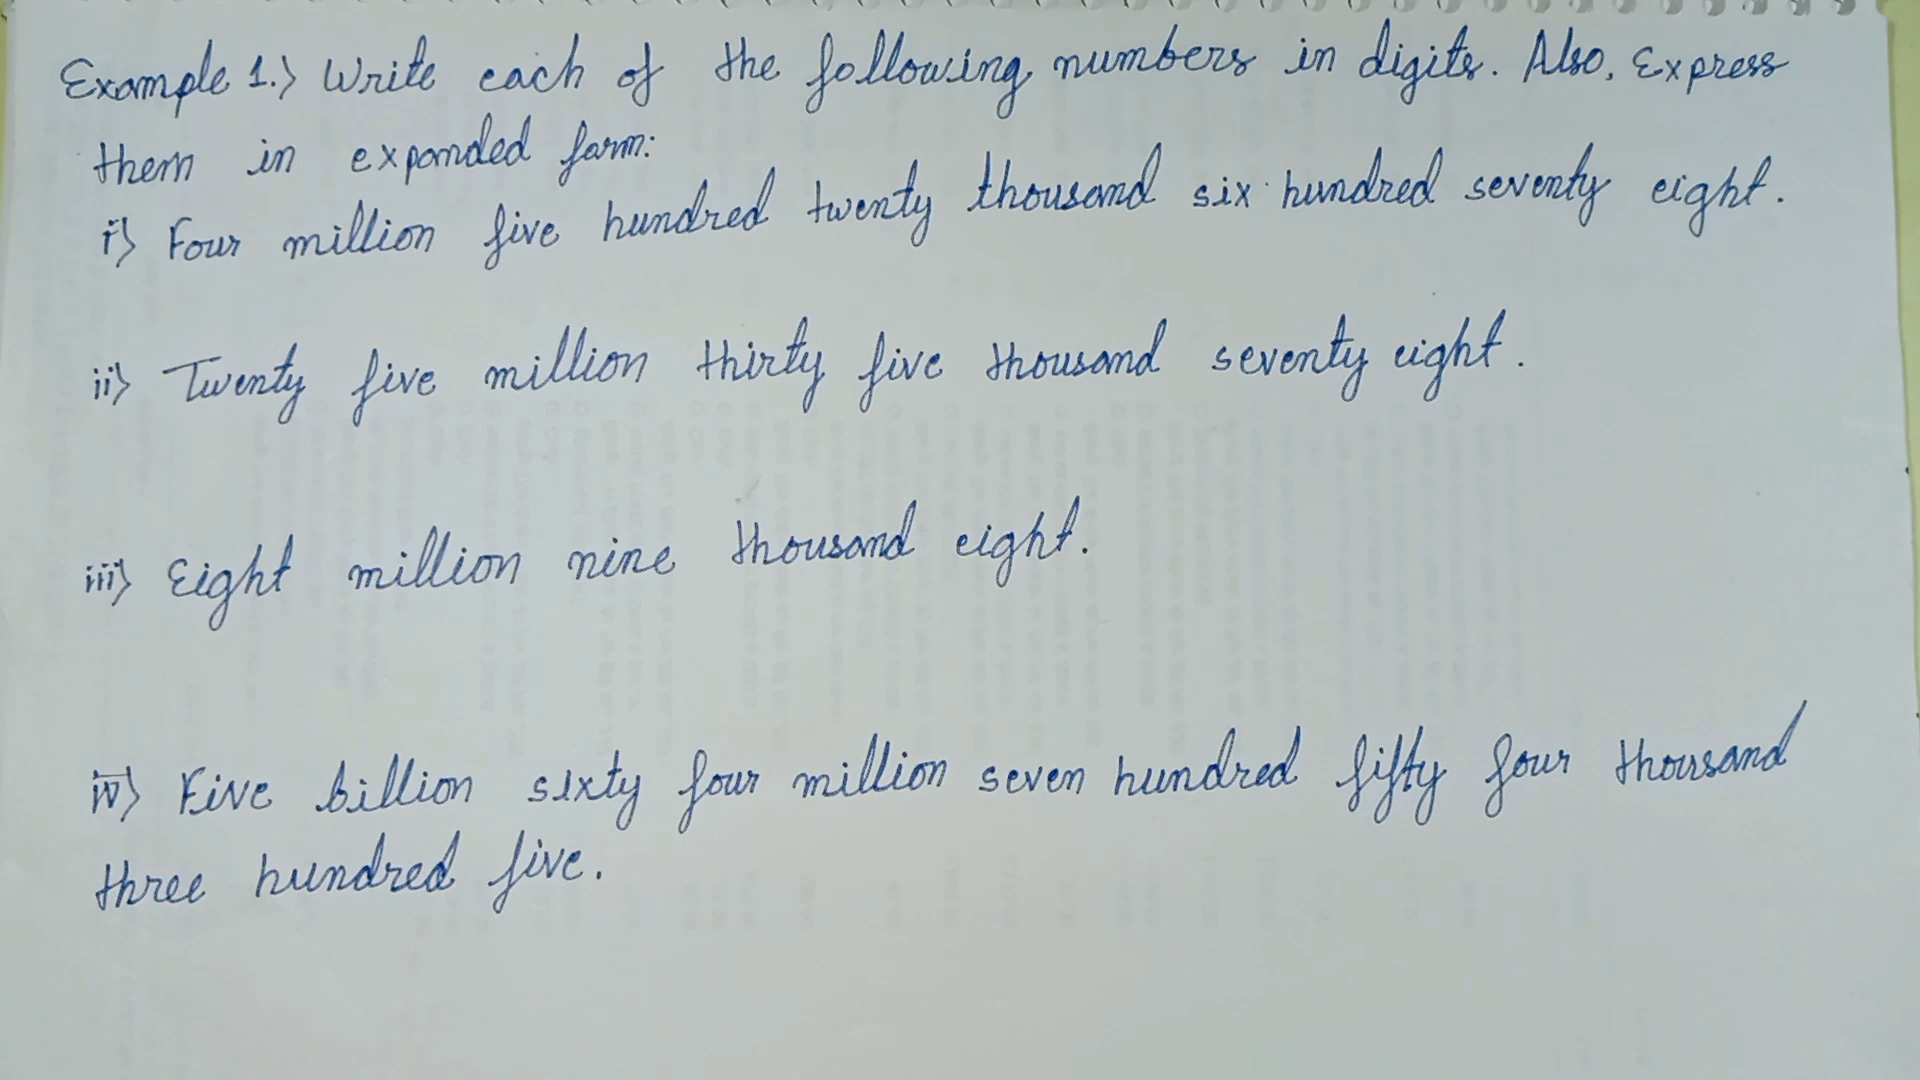 Example 1.) Write each of the following numbers in digits. Also, Express
them in expanded form:
i) Four million five hundred twenty thousand six hundred seventy eight.
ii) Twenty five million thirty five thousand seventy eight.
iii) Eight million nine thousand eight.
iv) Five billion sixty four million seven hundred fifty four thousand
three hundred five.